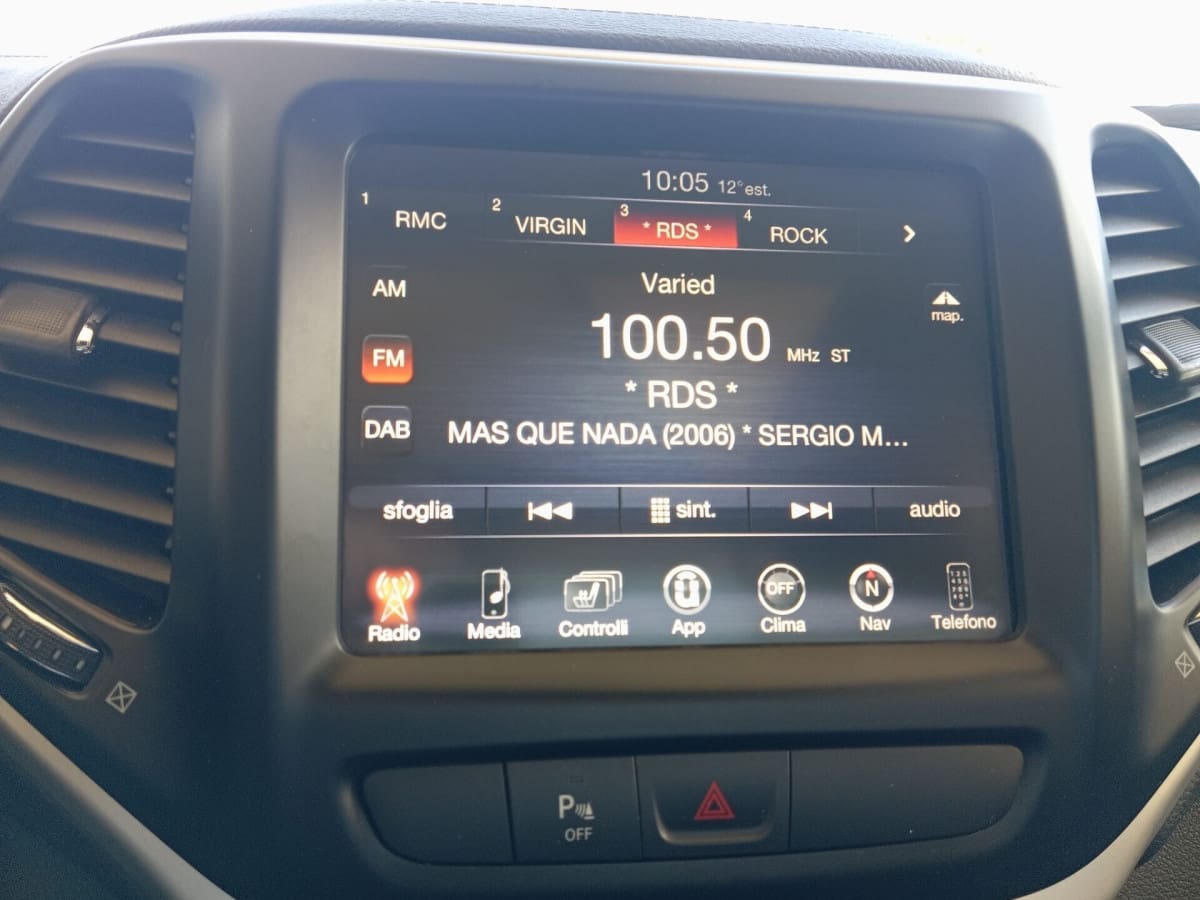 10:05 12°est.
1 RMC 2 VIRGIN 3 * RDS * 4 ROCK
AM
Varied
map.
FM
100.50 MHz ST
* RDS *
DAB
MAS QUE NADA (2006) * SERGIO M...
sfoglia sint. audio
OFF N
Radio Media Controlli App Clima Nav Telefono
P
OFF